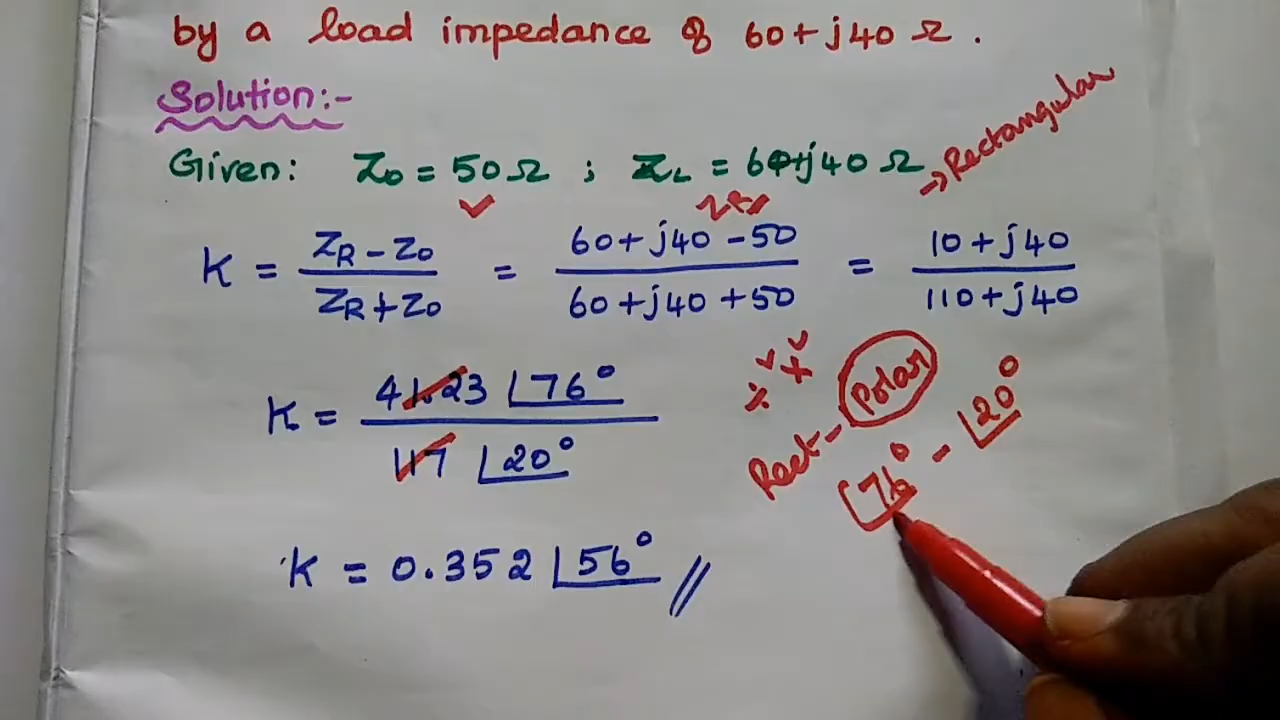 by a load impedance of 60+j40 Ω.
Solution:-
Given: Z0 = 50Ω ; ZL = 60+j40 Ω → Rectangular
ZR
K = ZR - Z0 / ZR + Z0 = 60+j40 - 50 / 60+j40 + 50 = 10+j40 / 110+j40
K = 41.23 ∠76° / 117 ∠20°
÷ +
Rect - Polar
∠76° - ∠20°
K = 0.352 ∠56° //